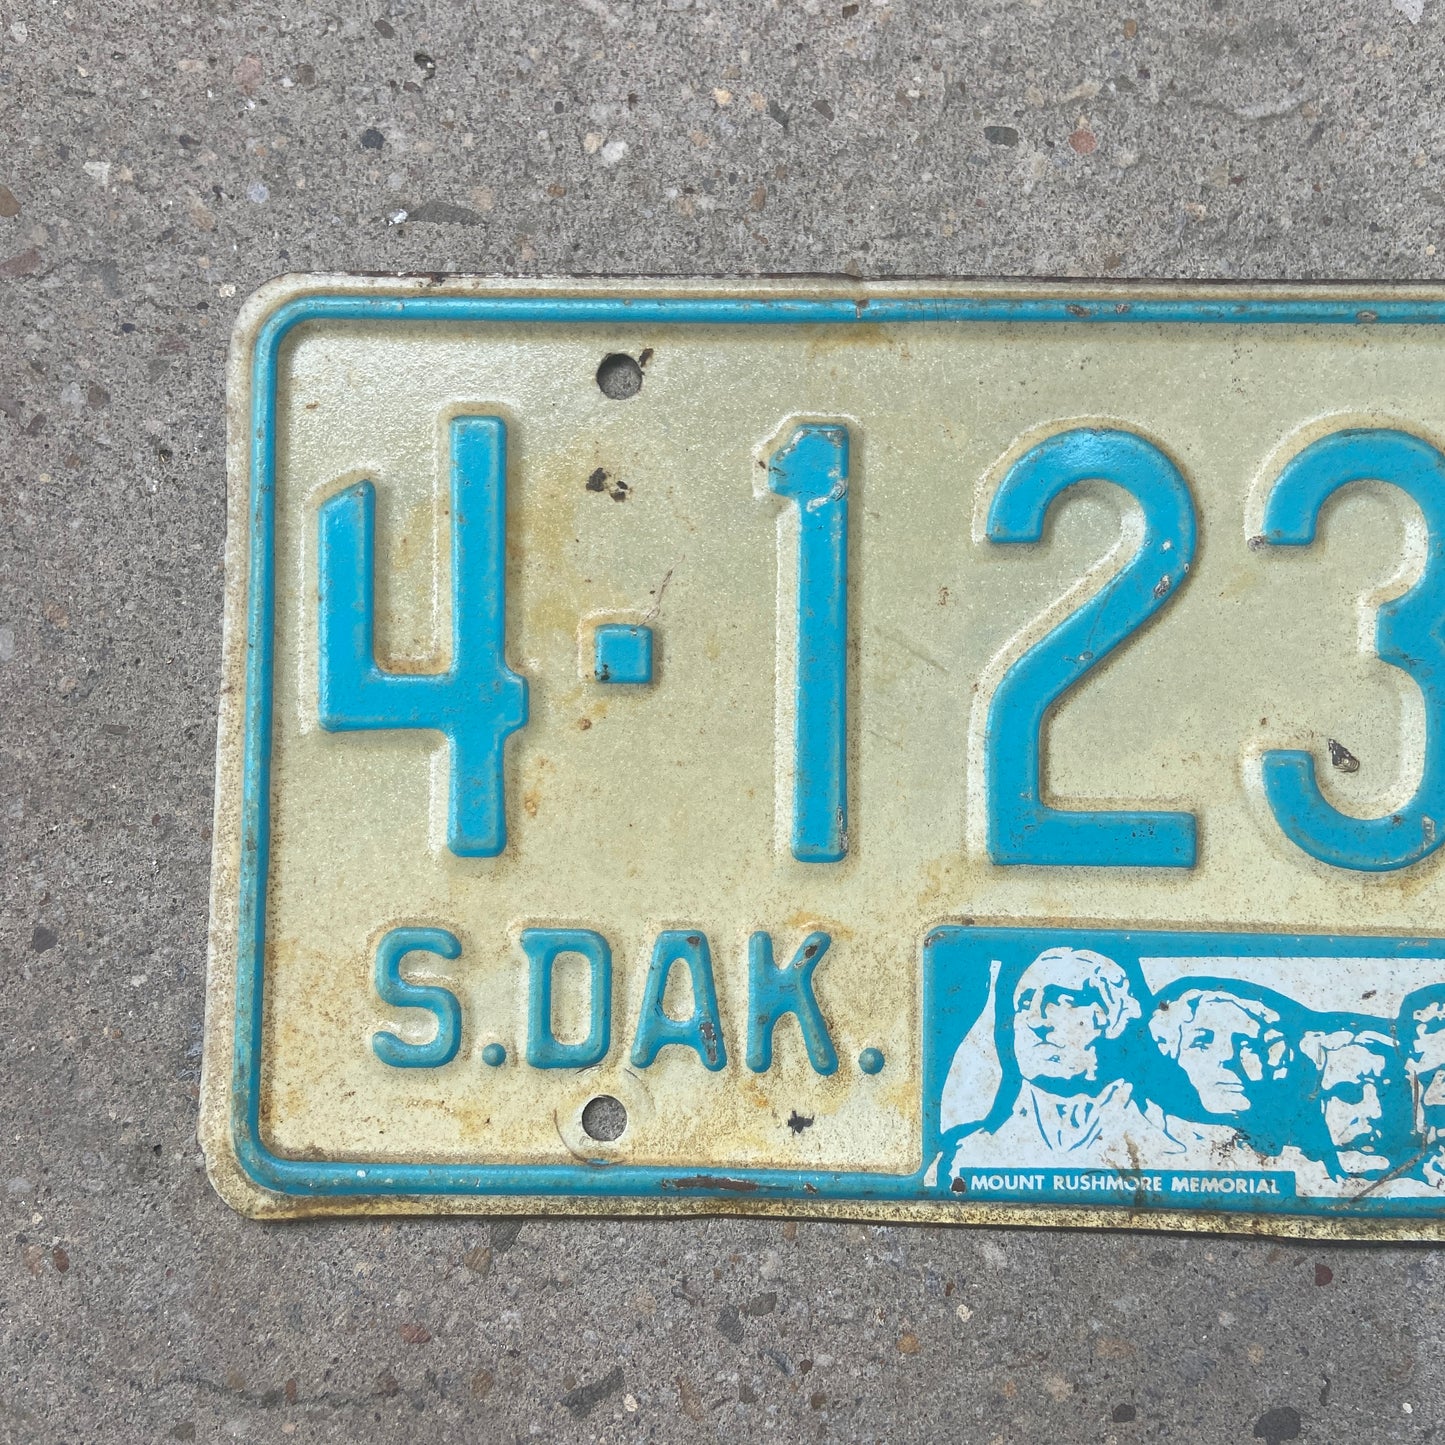 4-123
S.DAK.
MOUNT RUSHMORE MEMORIAL